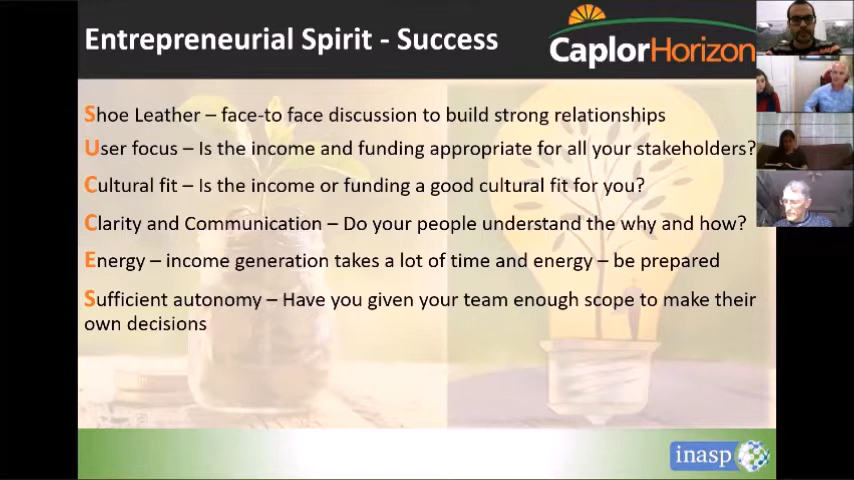 Entrepreneurial Spirit - Success
CaplorHorizon
Shoe Leather – face-to face discussion to build strong relationships
User focus – Is the income and funding appropriate for all your stakeholders?
Cultural fit – Is the income or funding a good cultural fit for you?
Clarity and Communication – Do your people understand the why and how?
Energy – income generation takes a lot of time and energy – be prepared
Sufficient autonomy – Have you given your team enough scope to make their
own decisions
inasp